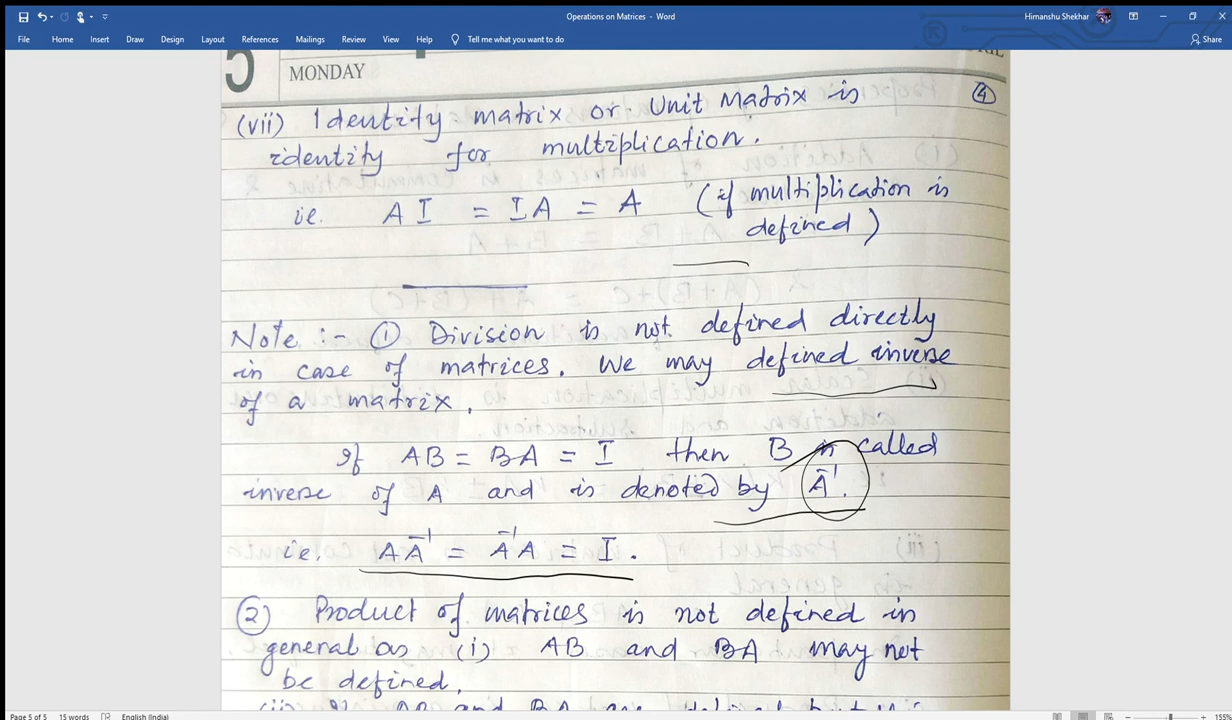 Operations on Matrices - Word
Himanshu Shekhar
File Home Insert Draw Design Layout References Mailings Review View Help Tell me what you want to do
Share
5 MONDAY
(vii) Identity matrix or Unit Matrix is
④
identity for multiplication.
ie. AI = IA = A (if multiplication is
defined)
Note :- ① Division is not defined directly
in case of matrices. We may defined inverse
of a matrix.
If AB = BA = I then B is called
inverse of A and is denoted by A⁻¹.
i.e. AA⁻¹ = A⁻¹A = I.
② Product of matrices is not defined in
general as (i) AB and BA may not
be defined.
Page 5 of 5 15 words English (India)
155%